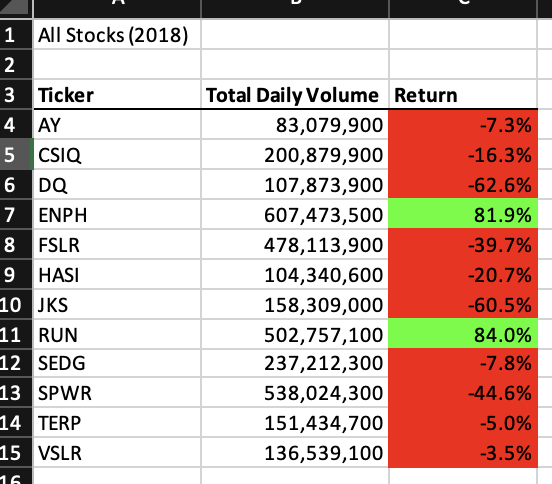 1 All Stocks (2018)
2
3 Ticker Total Daily Volume Return
4 AY 83,079,900 -7.3%
5 CSIQ 200,879,900 -16.3%
6 DQ 107,873,900 -62.6%
7 ENPH 607,473,500 81.9%
8 FSLR 478,113,900 -39.7%
9 HASI 104,340,600 -20.7%
10 JKS 158,309,000 -60.5%
11 RUN 502,757,100 84.0%
12 SEDG 237,212,300 -7.8%
13 SPWR 538,024,300 -44.6%
14 TERP 151,434,700 -5.0%
15 VSLR 136,539,100 -3.5%